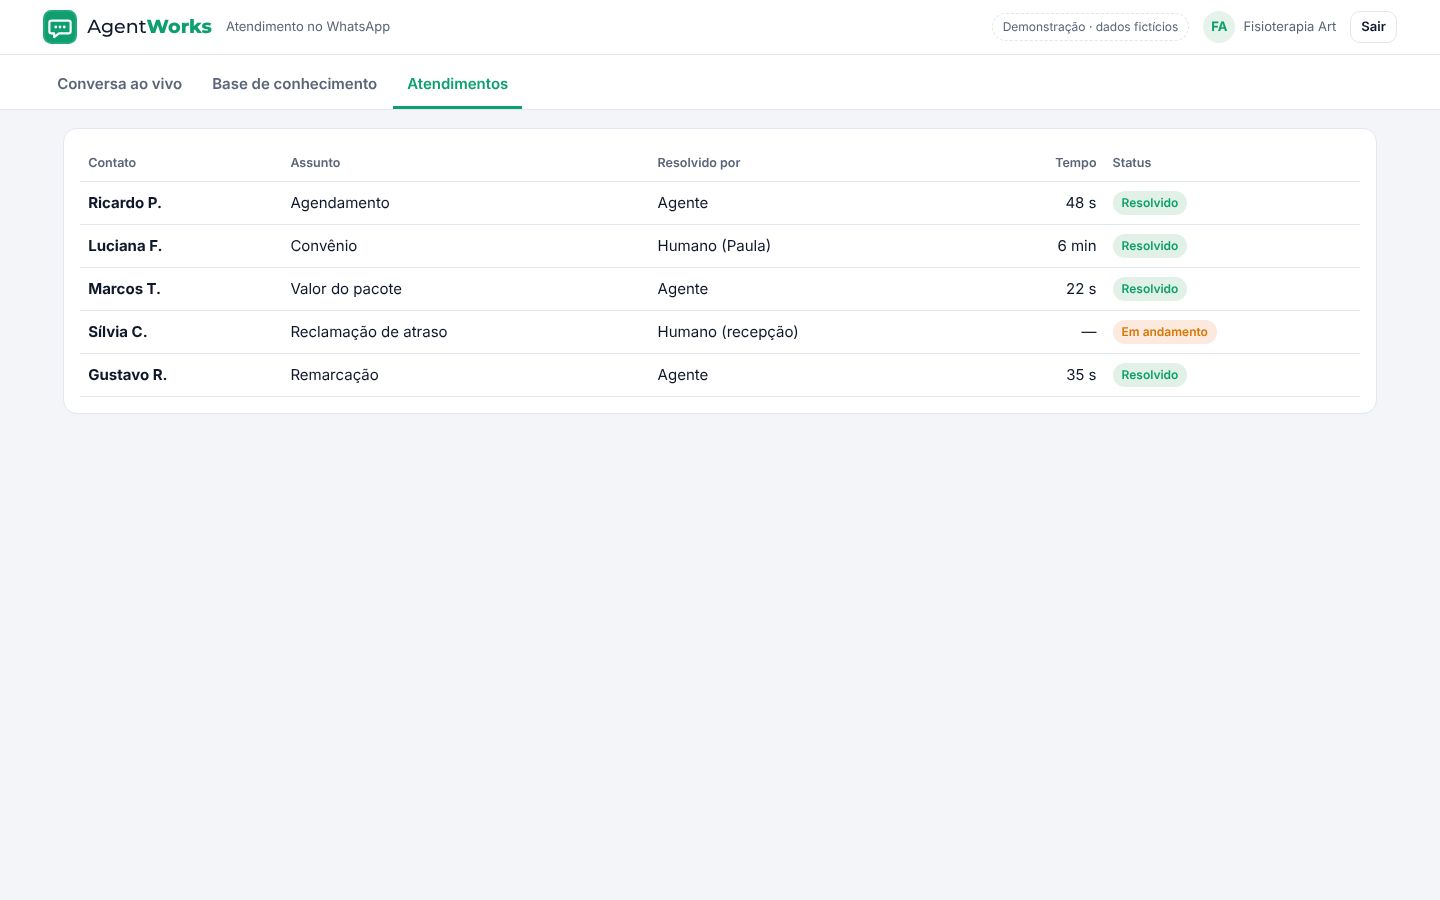 AgentWorks Atendimento no WhatsApp Demonstração · dados fictícios FA Fisioterapia Art Sair
Conversa ao vivo Base de conhecimento Atendimentos
Contato Assunto Resolvido por Tempo Status
Ricardo P. Agendamento Agente 48 s Resolvido
Luciana F. Convênio Humano (Paula) 6 min Resolvido
Marcos T. Valor do pacote Agente 22 s Resolvido
Sílvia C. Reclamação de atraso Humano (recepção) — Em andamento
Gustavo R. Remarcação Agente 35 s Resolvido